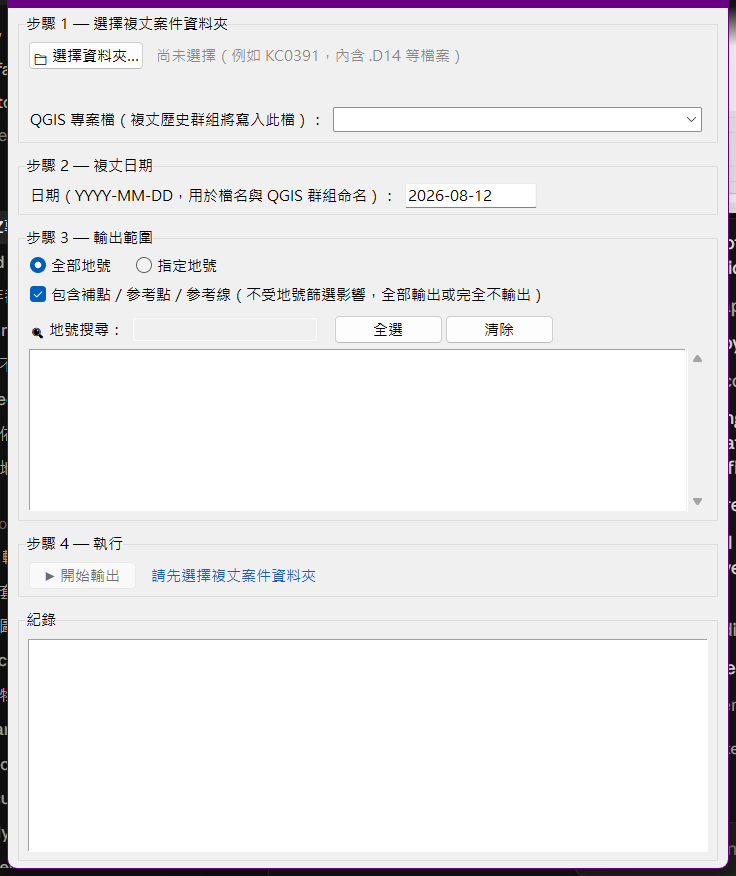 步驟 1 — 選擇複丈案件資料夾
選擇資料夾... 尚未選擇（例如 KC0391，內含 .D14 等檔案）
QGIS 專案檔（複丈歷史群組將寫入此檔）：
步驟 2 — 複丈日期
日期（YYYY-MM-DD，用於檔名與 QGIS 群組命名）： 2026-08-12
步驟 3 — 輸出範圍
全部地號 指定地號
包含補點 / 參考點 / 參考線（不受地號篩選影響，全部輸出或完全不輸出）
地號搜尋： 全選 清除
步驟 4 — 執行
▶ 開始輸出 請先選擇複丈案件資料夾
紀錄